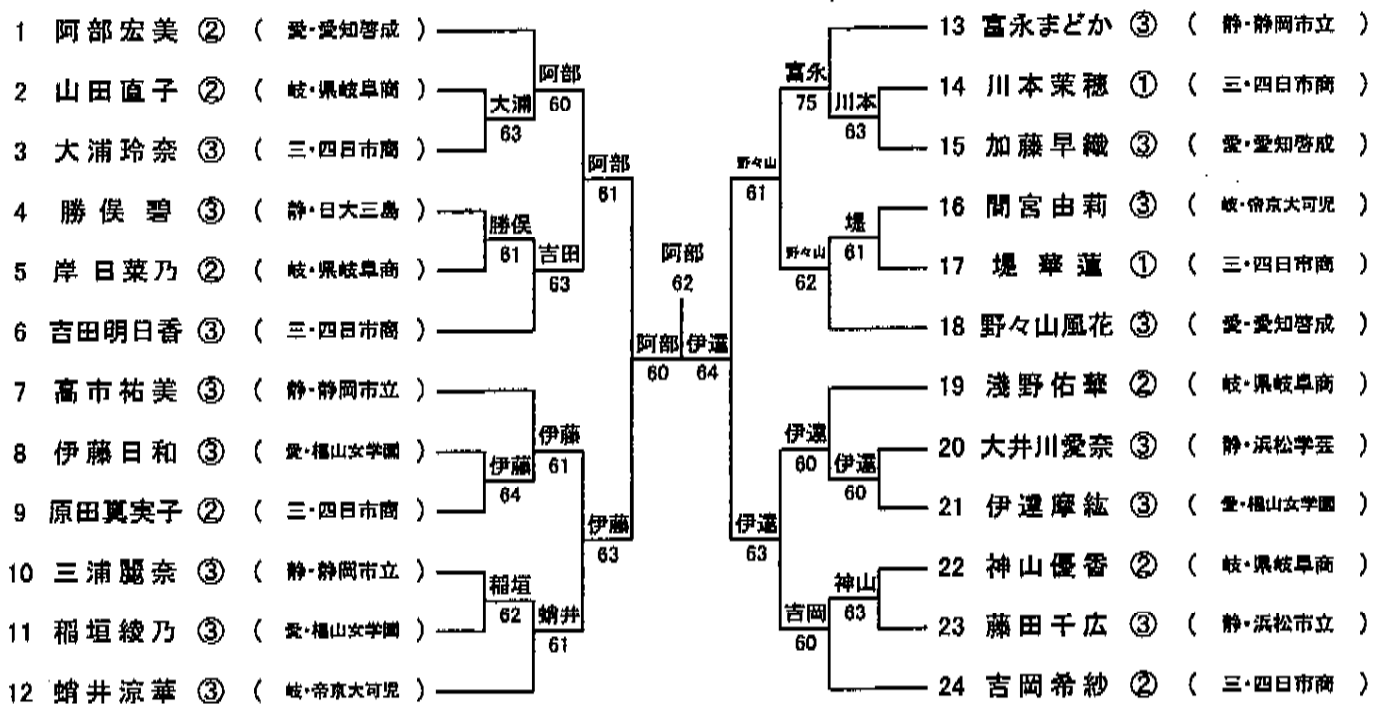 1 阿部宏美 ② ( 愛・愛知啓成 )
2 山田直子 ② ( 岐・県岐阜商 )
3 大浦玲奈 ③ ( 三・四日市商 )
4 勝俣碧 ③ ( 静・日大三島 )
5 岸日菜乃 ② ( 岐・県岐阜商 )
6 吉田明日香 ③ ( 三・四日市商 )
7 高市祐美 ③ ( 静・静岡市立 )
8 伊藤日和 ③ ( 愛・椙山女学園 )
9 原田真実子 ② ( 三・四日市商 )
10 三浦麗奈 ③ ( 静・静岡市立 )
11 稲垣綾乃 ③ ( 愛・椙山女学園 )
12 蛸井涼華 ③ ( 岐・帝京大可児 )
大浦
63
勝俣
61
伊藤
64
稲垣
62
阿部
60
吉田
63
伊藤
61
蛸井
61
阿部
61
伊藤
63
阿部
60
阿部
62
伊達
64
野々山
61
伊達
63
富永
75
野々山
62
伊達
60
吉岡
60
川本
63
堤
61
伊達
60
神山
63
13 富永まどか ③ ( 静・静岡市立 )
14 川本茉穂 ① ( 三・四日市商 )
15 加藤早織 ③ ( 愛・愛知啓成 )
16 間宮由莉 ③ ( 岐・帝京大可児 )
17 堤華蓮 ① ( 三・四日市商 )
18 野々山風花 ③ ( 愛・愛知啓成 )
19 淺野佑華 ② ( 岐・県岐阜商 )
20 大井川愛奈 ③ ( 静・浜松学芸 )
21 伊達摩紘 ③ ( 愛・椙山女学園 )
22 神山優香 ② ( 岐・県岐阜商 )
23 藤田千広 ③ ( 静・浜松市立 )
24 吉岡希紗 ② ( 三・四日市商 )